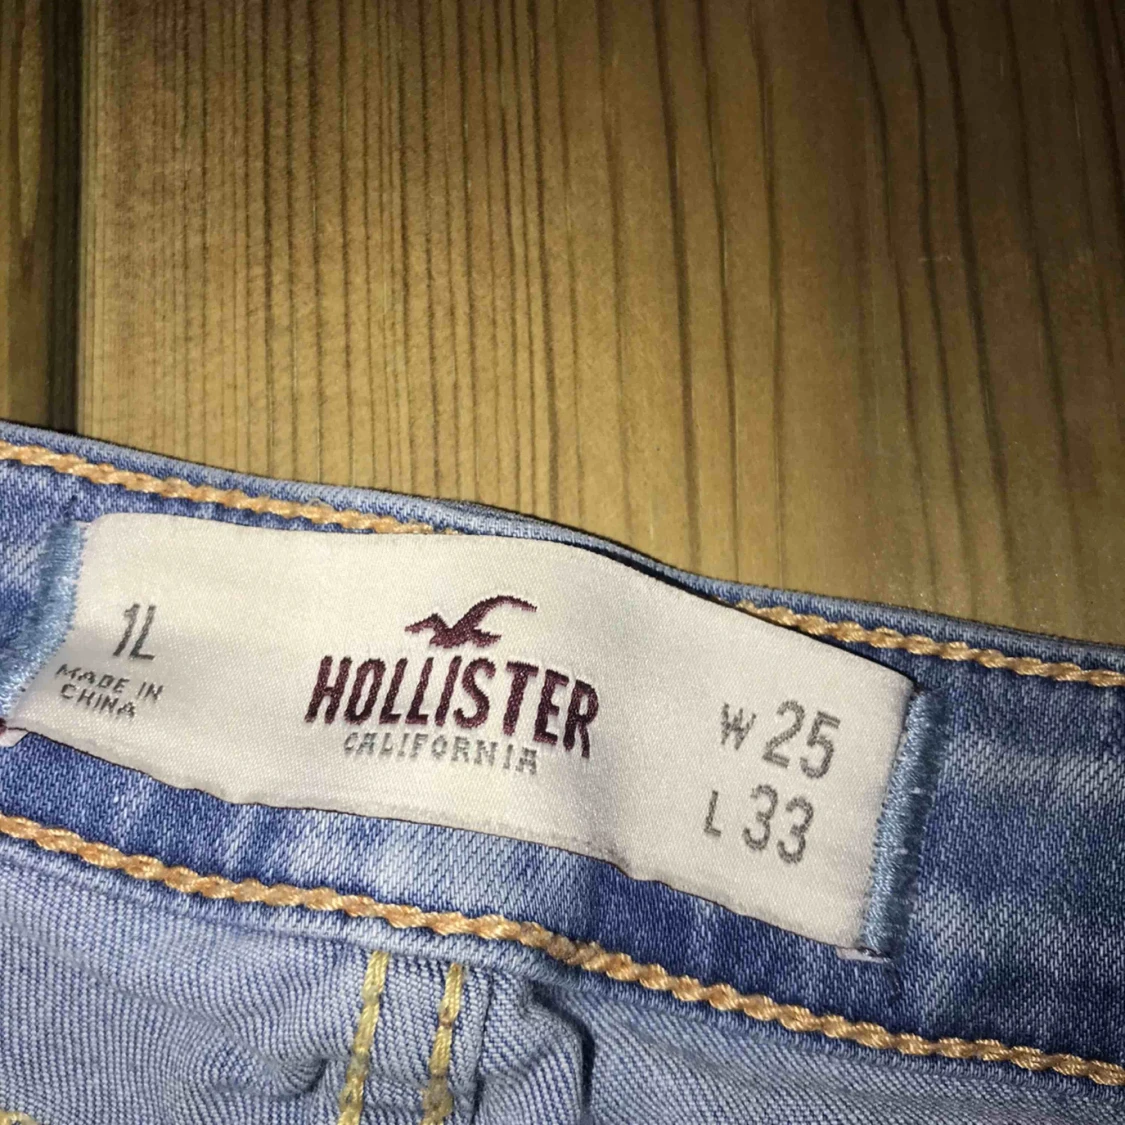 1L
MADE IN
CHINA
HOLLISTER
CALIFORNIA
W 25
L 33